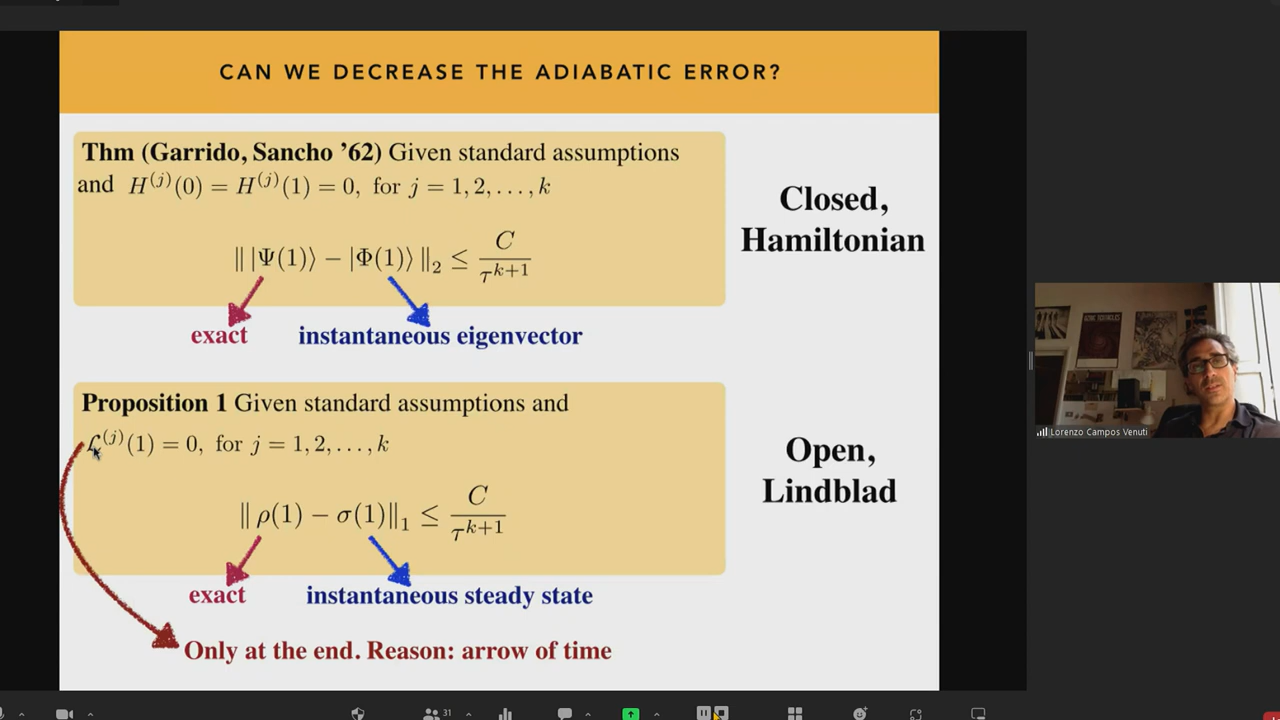 CAN WE DECREASE THE ADIABATIC ERROR?
Thm (Garrido, Sancho ’62) Given standard assumptions
and H^{(j)}(0) = H^{(j)}(1) = 0, for j = 1, 2, . . . , k
‖ |Ψ(1)⟩ − |Φ(1)⟩ ‖₂ ≤ C / τ^{k+1}
exact
instantaneous eigenvector
Closed,
Hamiltonian
Proposition 1 Given standard assumptions and
ℒ^{(j)}(1) = 0, for j = 1, 2, . . . , k
‖ ρ(1) − σ(1)‖₁ ≤ C / τ^{k+1}
exact
instantaneous steady state
Open,
Lindblad
Only at the end. Reason: arrow of time
Lorenzo Campos Venuti
31